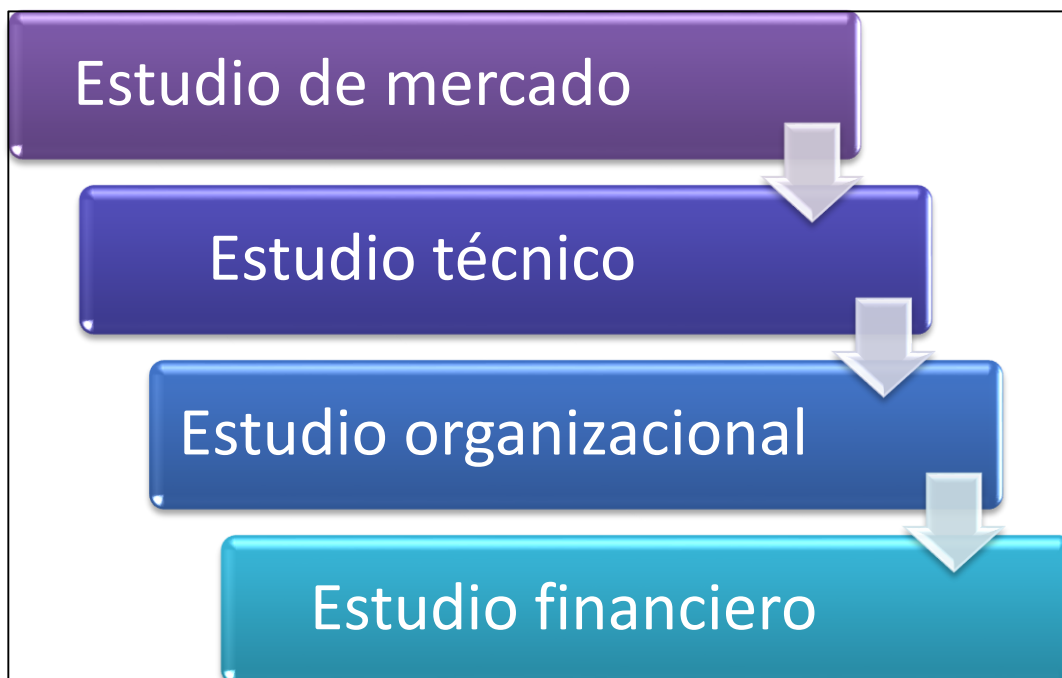 Estudio de mercado
Estudio técnico
Estudio organizacional
Estudio financiero